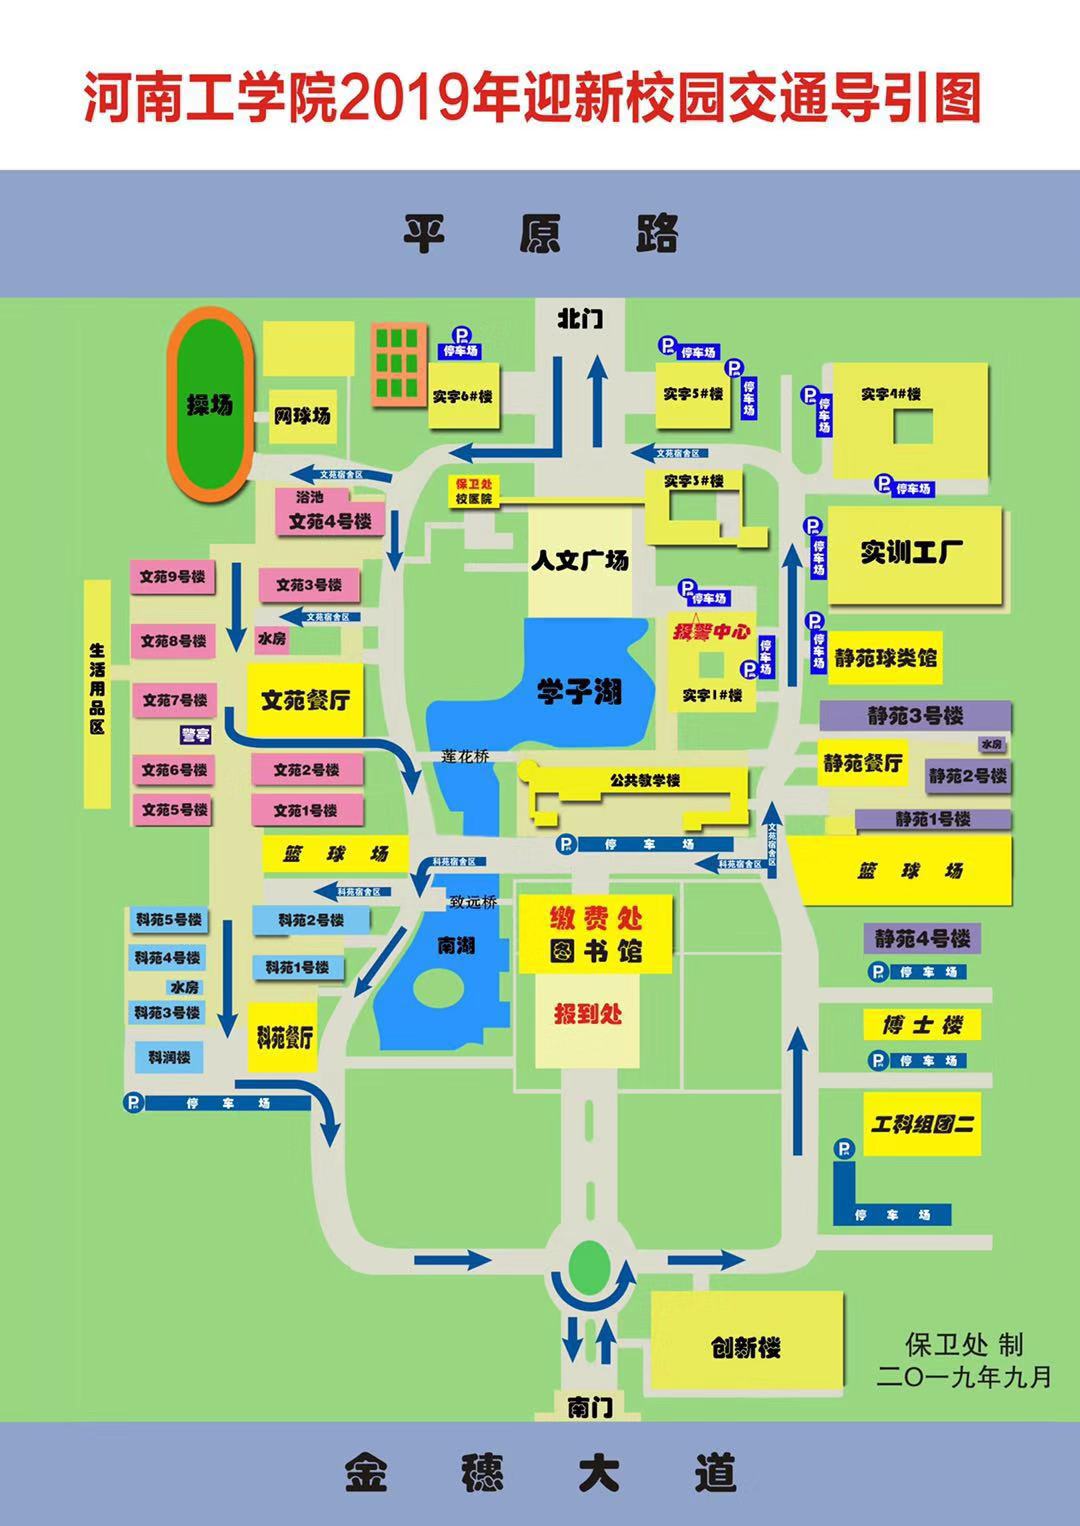 河南工学院2019年迎新校园交通导引图
平 原 路
北门
P 停车场
P 停车场
P 停车场
P 停车场
操场
网球场
实字6#楼
实字5#楼
实字4#楼
文苑宿舍区
文苑宿舍区
保卫处
校医院
实字3#楼
P 停车场
浴池
文苑4号楼
人文广场
P 停车场
实训工厂
文苑9号楼
文苑3号楼
P 停车场
文苑宿舍区
生活用品区
文苑8号楼
水房
报警中心
P 停车场
P 停车场
静苑球类馆
文苑7号楼
文苑餐厅
学子湖
实字1#楼
静苑3号楼
警亭
莲花桥
静苑餐厅
水房
文苑6号楼
文苑2号楼
公共教学楼
静苑2号楼
文苑5号楼
文苑1号楼
静苑1号楼
篮 球 场
P 停 车 场
文苑宿舍区
科苑宿舍区
科苑宿舍区
篮 球 场
科苑宿舍区
致远桥
科苑5号楼
科苑2号楼
缴费处
图书馆
静苑4号楼
科苑4号楼
科苑1号楼
南湖
P 停 车 场
水房
科苑3号楼
科苑餐厅
报到处
博士楼
科润楼
P 停 车 场
P 停 车 场
工科组团二
P
停 车 场
创新楼
保卫处 制
二〇一九年九月
南门
金 穗 大 道